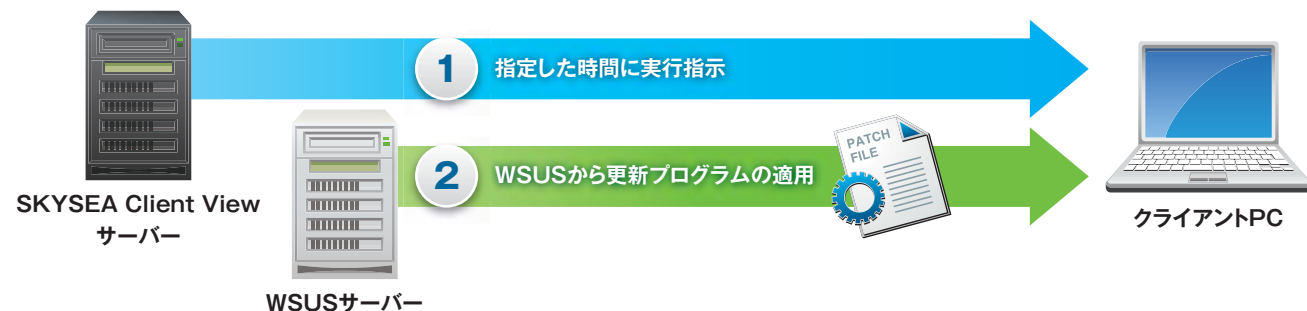 1 指定した時間に実行指示
2 WSUSから更新プログラムの適用
PATCH
FILE
SKYSEA Client View
サーバー
WSUSサーバー
クライアントPC